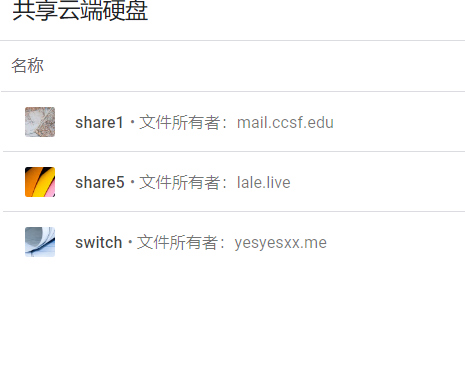 共享云端硬盘
名称
share1 • 文件所有者：mail.ccsf.edu
share5 • 文件所有者：lale.live
switch • 文件所有者：yesyesxx.me